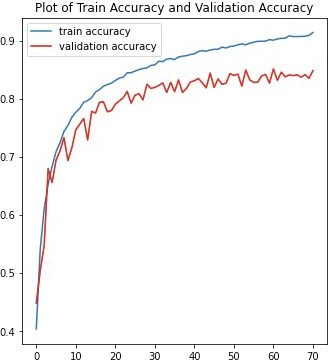 Plot of Train Accuracy and Validation Accuracy
train accuracy
validation accuracy
0.9
0.8
0.7
0.6
0.5
0.4
0 10 20 30 40 50 60 70